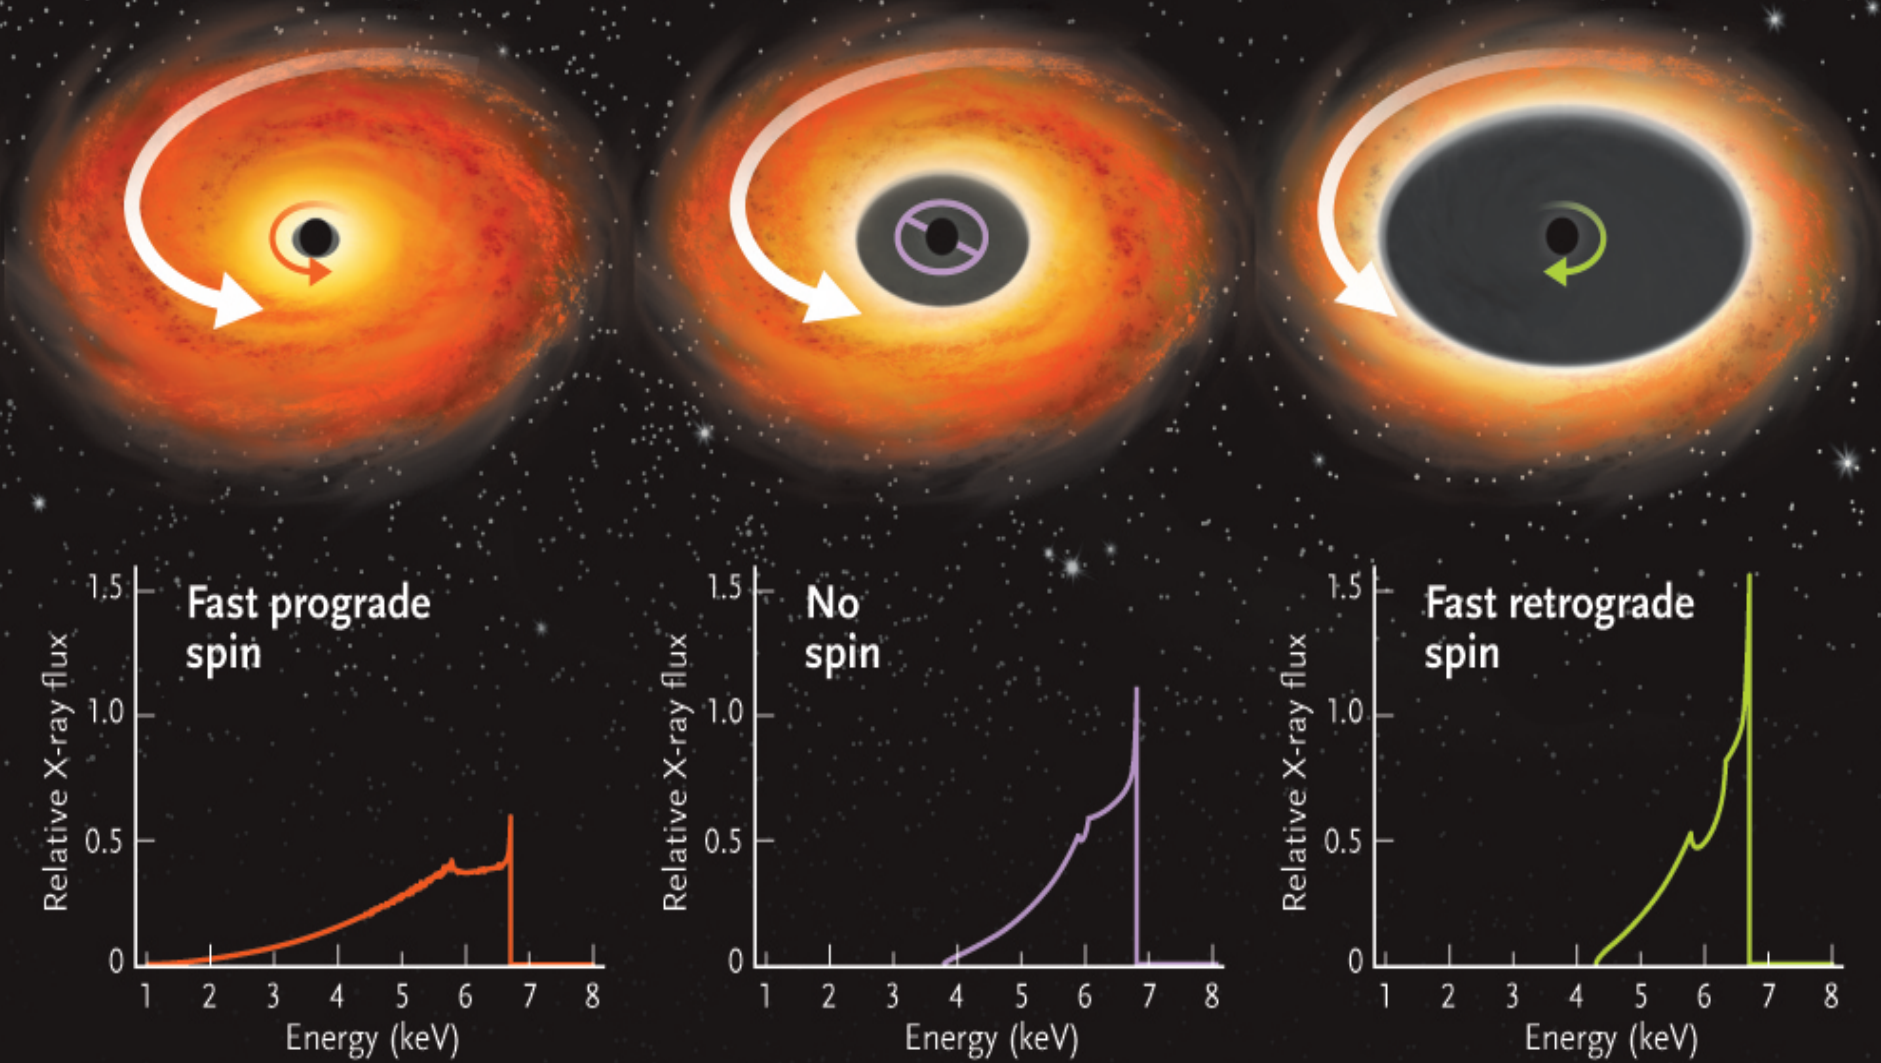 Fast prograde
spin
Relative X-ray flux
1.5
1.0
0.5
0
1 2 3 4 5 6 7 8
Energy (keV)
No
spin
Relative X-ray flux
1.5
1.0
0.5
0
1 2 3 4 5 6 7 8
Energy (keV)
Fast retrograde
spin
Relative X-ray flux
1.5
1.0
0.5
0
1 2 3 4 5 6 7 8
Energy (keV)